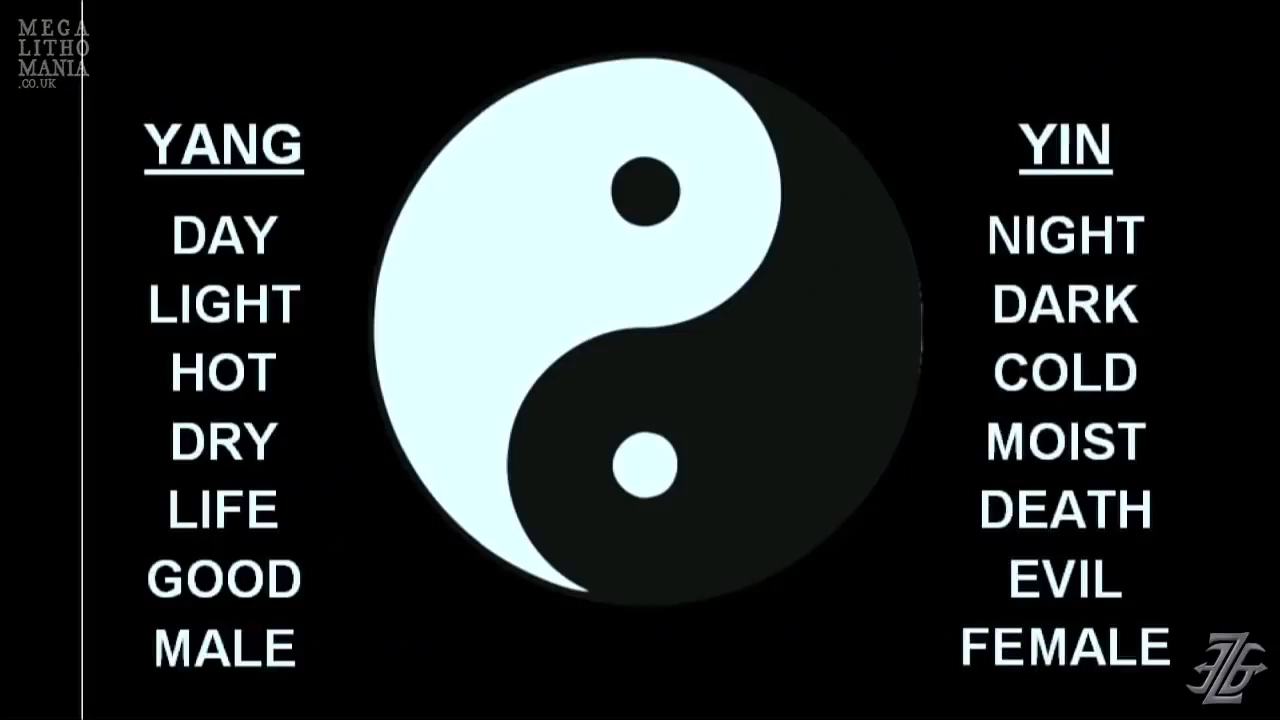 MEGA
LITHO
MANIA
.CO.UK
YANG
DAY
LIGHT
HOT
DRY
LIFE
GOOD
MALE
YIN
NIGHT
DARK
COLD
MOIST
DEATH
EVIL
FEMALE